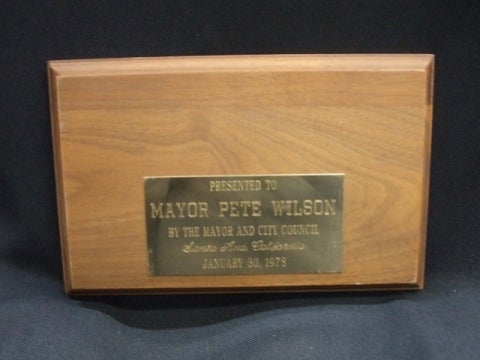 PRESENTED TO
MAYOR PETE WILSON
BY THE MAYOR AND CITY COUNCIL
Santa Ana, California
JANUARY 30, 1978